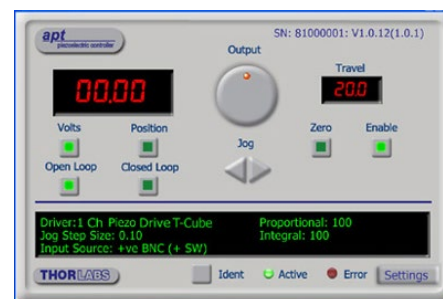 apt
piezoelectric controller
SN: 81000001: V1.0.12(1.0.1)
Output
00.00
Travel
20.0
Volts
Position
Zero
Enable
Open Loop
Closed Loop
Jog
Driver:1 Ch Piezo Drive T-Cube
Proportional: 100
Jog Step Size: 0.10
Integral: 100
Input Source: +ve BNC (+ SW)
THORLABS
Ident
Active
Error
Settings